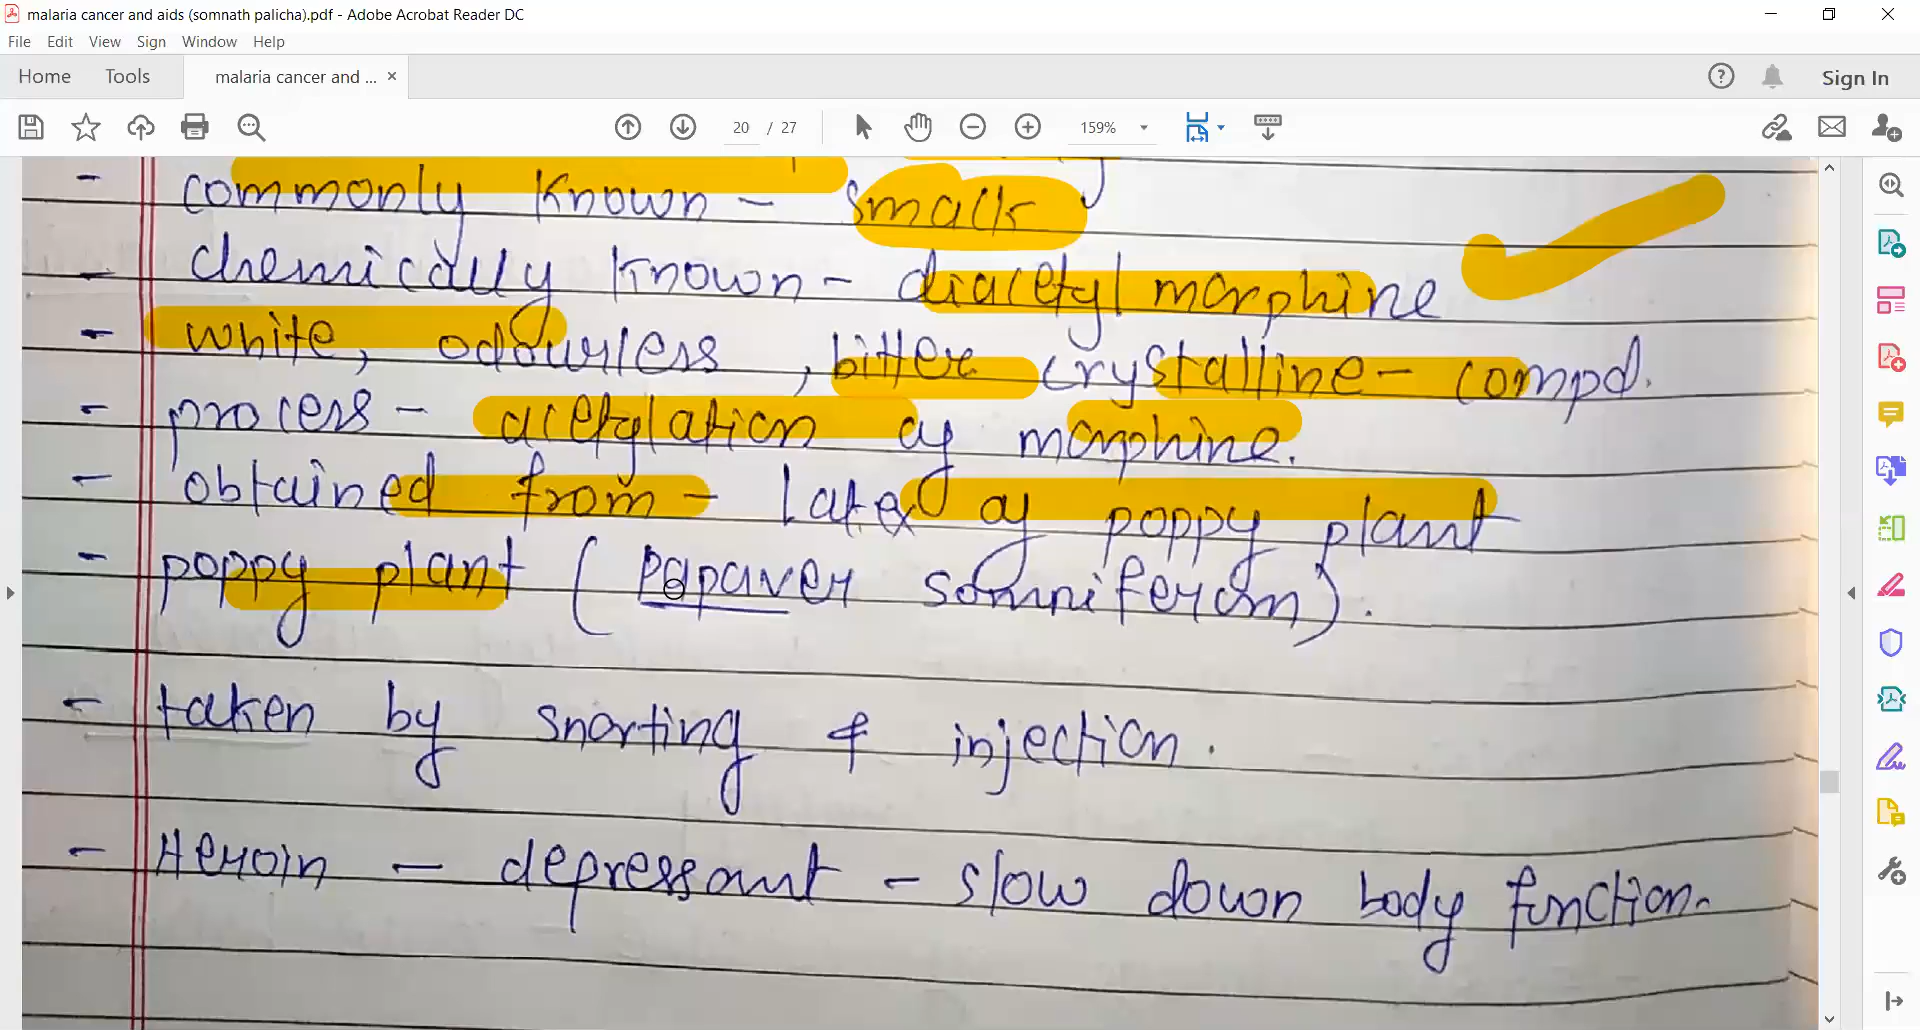 malaria cancer and aids (somnath palicha).pdf - Adobe Acrobat Reader DC
File Edit View Sign Window Help
Home Tools malaria cancer and ... × Sign In
20 / 27 159%
- commonly known - smack
- chemically known - diacetyl morphine
- white, odourless, bitter crystalline - compd.
- process - acetylation of morphine.
- obtained from - latex of poppy plant
- poppy plant (Papaver somniferum).
- taken by snorting & injection.
- Heroin - depressant - slow down body function.